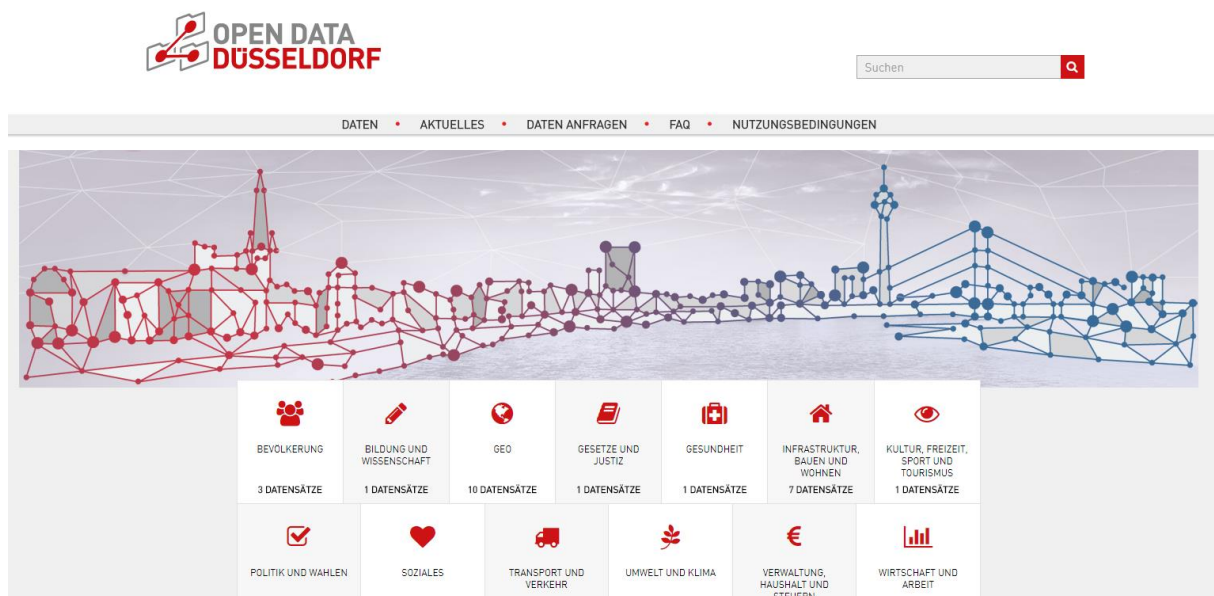 OPEN DATA
DÜSSELDORF
Suchen
DATEN • AKTUELLES • DATEN ANFRAGEN • FAQ • NUTZUNGSBEDINGUNGEN
BEVÖLKERUNG
3 DATENSÄTZE
BILDUNG UND
WISSENSCHAFT
1 DATENSÄTZE
GEO
10 DATENSÄTZE
GESETZE UND
JUSTIZ
1 DATENSÄTZE
GESUNDHEIT
1 DATENSÄTZE
INFRASTRUKTUR,
BAUEN UND
WOHNEN
7 DATENSÄTZE
KULTUR, FREIZEIT,
SPORT UND
TOURISMUS
1 DATENSÄTZE
POLITIK UND WAHLEN
SOZIALES
TRANSPORT UND
VERKEHR
UMWELT UND KLIMA
VERWALTUNG,
HAUSHALT UND
STEUERN
WIRTSCHAFT UND
ARBEIT